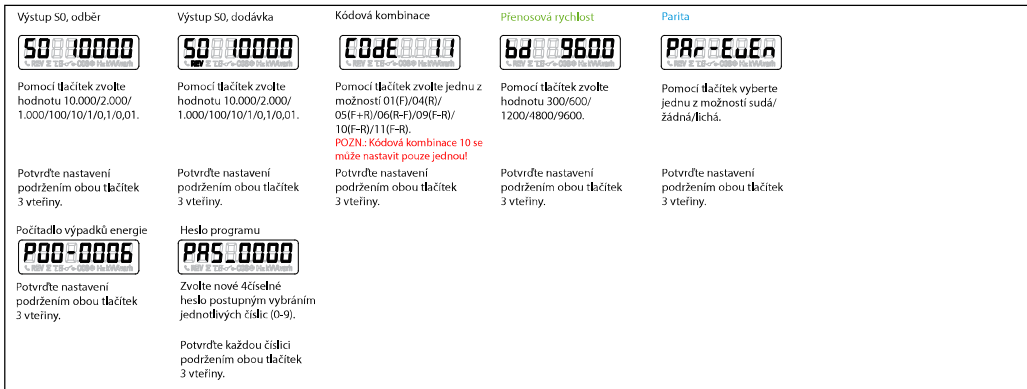 Výstup S0, odběr
S0 10000
Pomocí tlačítek zvolte
hodnotu 10.000/2.000/
1.000/100/10/1/0,1/0,01.
Potvrďte nastavení
podržením obou tlačítek
3 vteřiny.
Výstup S0, dodávka
S0 10000
REV
Pomocí tlačítek zvolte
hodnotu 10.000/2.000/
1.000/100/10/1/0,1/0,01.
Potvrďte nastavení
podržením obou tlačítek
3 vteřiny.
Kódová kombinace
COdE 11
Pomocí tlačítek zvolte jednu z
možností 01(F)/04(R)/
05(F+R)/06(R-F)/09(F-R)/
10(F-R)/11(F-R).
POZN.: Kódová kombinace 10 se
může nastavit pouze jednou!
Potvrďte nastavení
podržením obou tlačítek
3 vteřiny.
Přenosová rychlost
bd 9600
Pomocí tlačítek zvolte
hodnotu 300/600/
1200/4800/9600.
Potvrďte nastavení
podržením obou tlačítek
3 vteřiny.
Parita
PAr-EvEn
Pomocí tlačítek vyberte
jednu z možností sudá/
žádná/lichá.
Potvrďte nastavení
podržením obou tlačítek
3 vteřiny.
Počítadlo výpadků energie
P00-0006
Potvrďte nastavení
podržením obou tlačítek
3 vteřiny.
Heslo programu
PAS_0000
Zvolte nové 4číselné
heslo postupným vybráním
jednotlivých číslic (0-9).
Potvrďte každou číslici
podržením obou tlačítek
3 vteřiny.